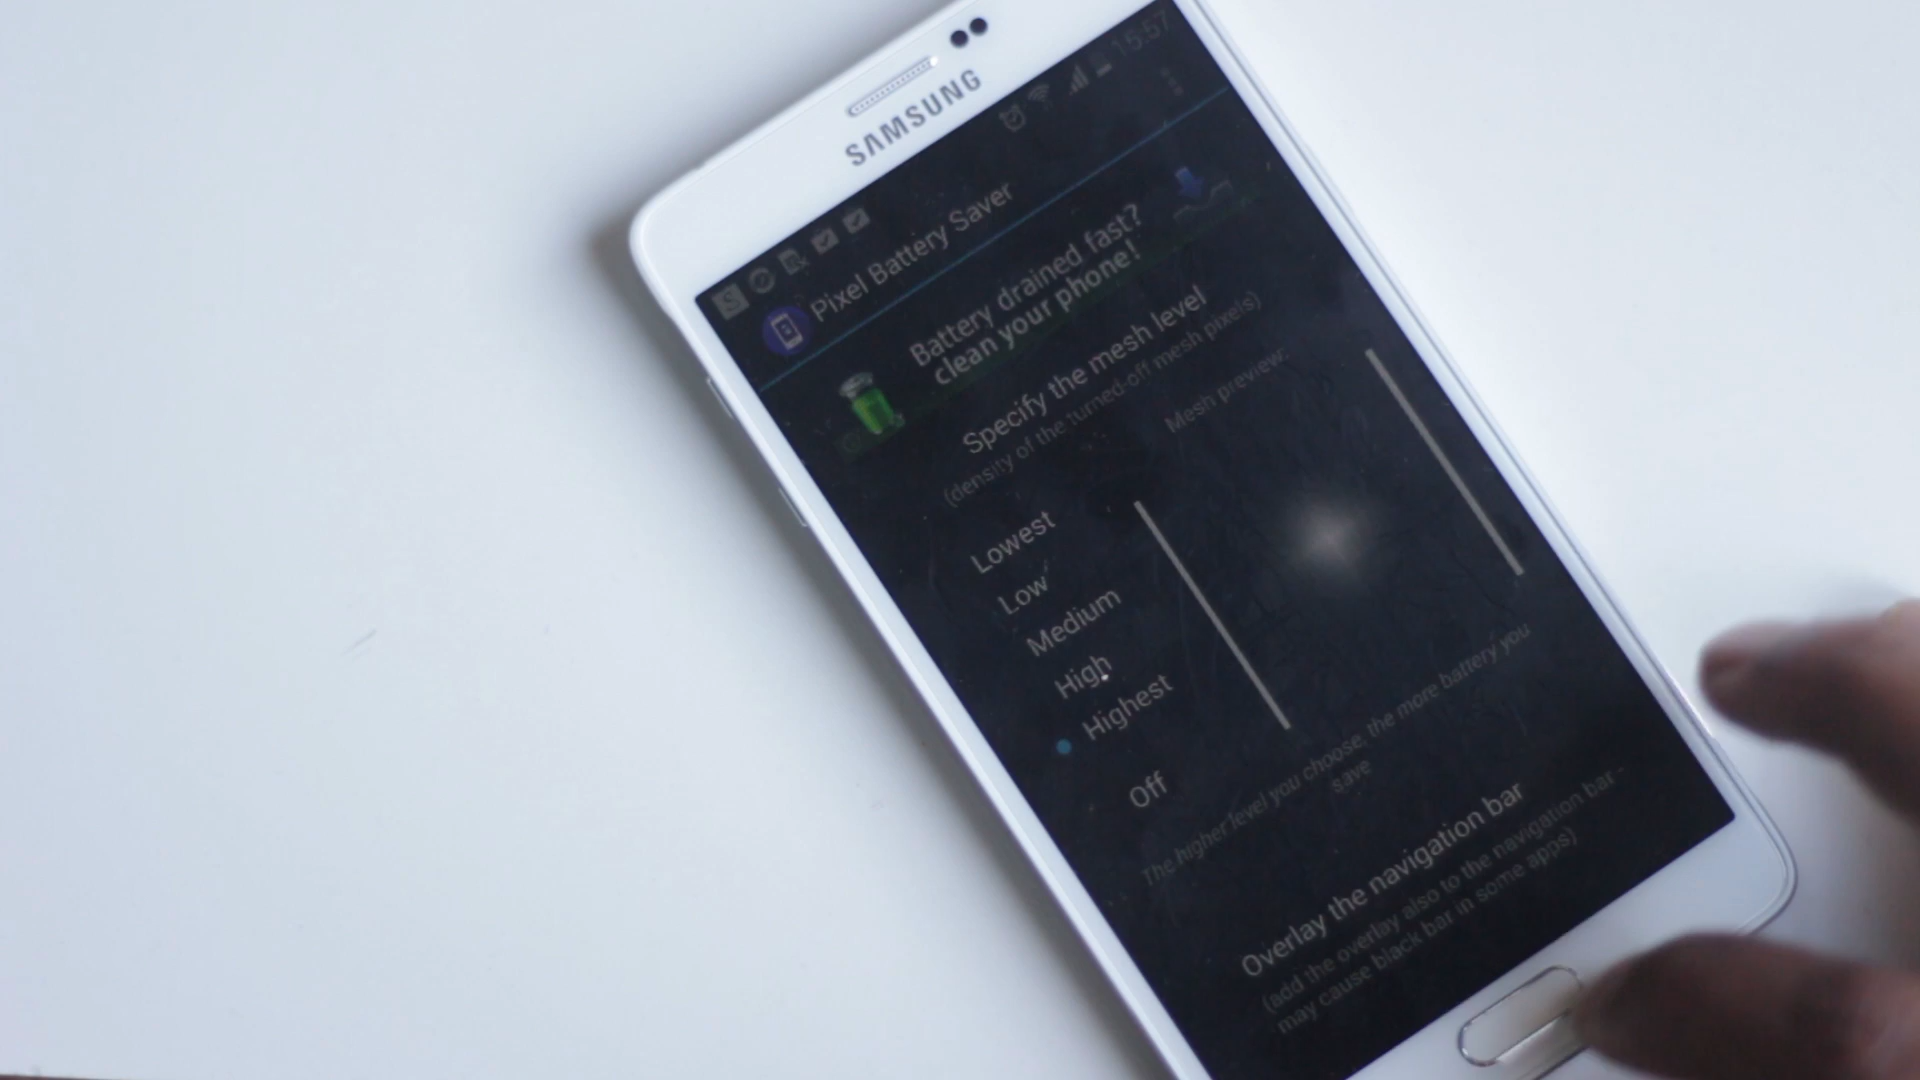 SAMSUNG
15:57
Pixel Battery Saver
Battery drained fast?
clean your phone!
Specify the mesh level
(density of the turned-off mesh pixels)
Mesh preview:
Lowest
Low
Medium
High
Highest
Off
The higher level you choose, the more battery you
save
Overlay the navigation bar
(add the overlay also to the navigation bar -
may cause black bar in some apps)